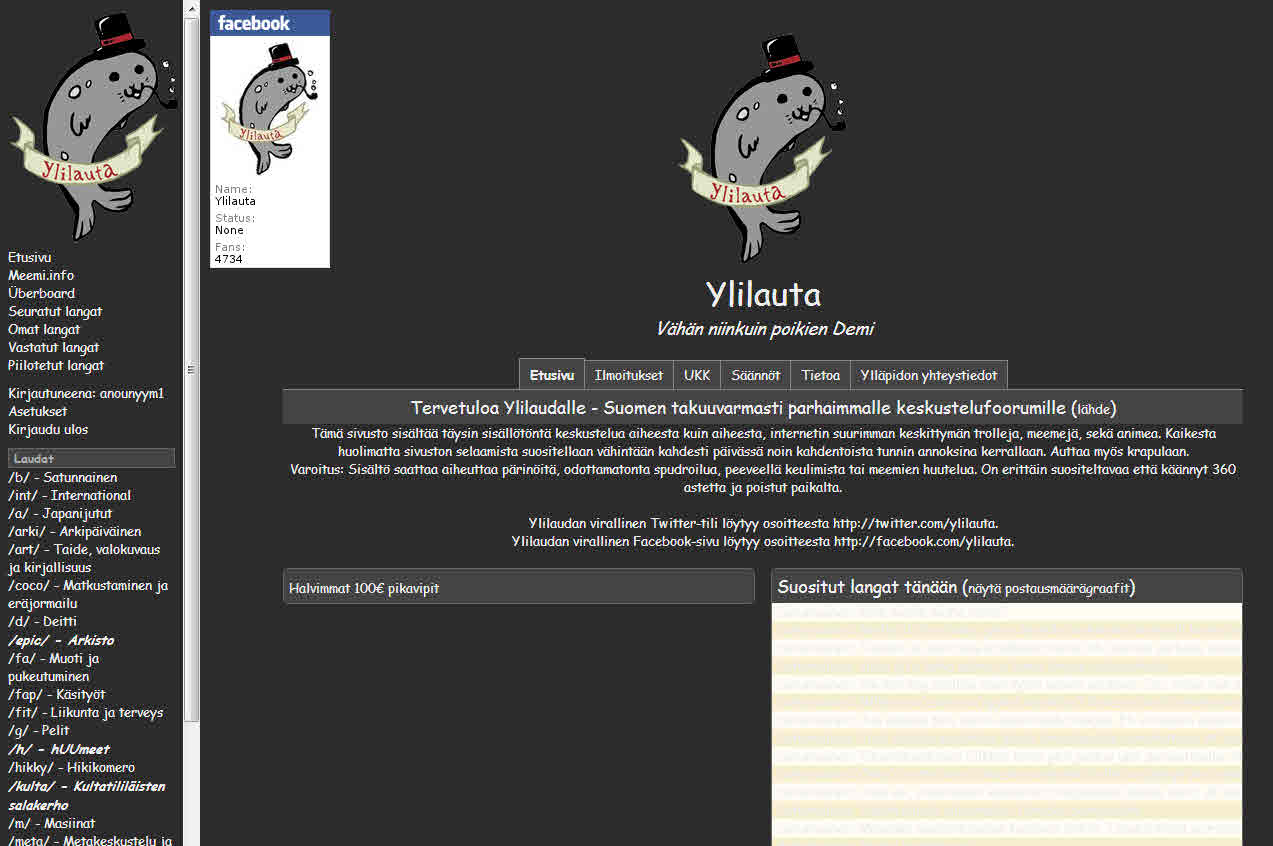 Ylilauta
Etusivu
Meemi.info
Überboard
Seuratut langat
Omat langat
Vastatut langat
Piilotetut langat
Kirjautuneena: anounyym1
Asetukset
Kirjaudu ulos
Laudat
/b/ - Satunnainen
/int/ - International
/a/ - Japanijutut
/arki/ - Arkipäiväinen
/art/ - Taide, valokuvaus
ja kirjallisuus
/coco/ - Matkustaminen ja
eräjormailu
/d/ - Deitti
/epic/ - Arkisto
/fa/ - Muoti ja
pukeutuminen
/fap/ - Käsityöt
/fit/ - Liikunta ja terveys
/g/ - Pelit
/h/ - hUUmeet
/hikky/ - Hikikomero
/kulta/ - Kultatililäisten
salakerho
/m/ - Masiinat
/meta/ - Metakeskustelu ja
facebook
Ylilauta
Name:
Ylilauta
Status:
None
Fans:
4734
Ylilauta
Ylilauta
Vähän niinkuin poikien Demi
Etusivu Ilmoitukset UKK Säännöt Tietoa Ylläpidon yhteystiedot
Tervetuloa Ylilaudalle - Suomen takuuvarmasti parhaimmalle keskustelufoorumille (lähde)
Tämä sivusto sisältää täysin sisällötöntä keskustelua aiheesta kuin aiheesta, internetin suurimman keskittymän trolleja, meemejä, sekä animea. Kaikesta
huolimatta sivuston selaamista suositellaan vähintään kahdesti päivässä noin kahdentoista tunnin annoksina kerrallaan. Auttaa myös krapulaan.
Varoitus: Sisältö saattaa aiheuttaa pärinöitä, odottamatonta spudroilua, peeveellä keulimista tai meemien huutelua. On erittäin suositeltavaa että käännyt 360
astetta ja poistut paikalta.
Ylilaudan virallinen Twitter-tili löytyy osoitteesta http://twitter.com/ylilauta.
Ylilaudan virallinen Facebook-sivu löytyy osoitteesta http://facebook.com/ylilauta.
Halvimmat 100€ pikavipit
Suositut langat tänään (näytä postausmäärägraafit)